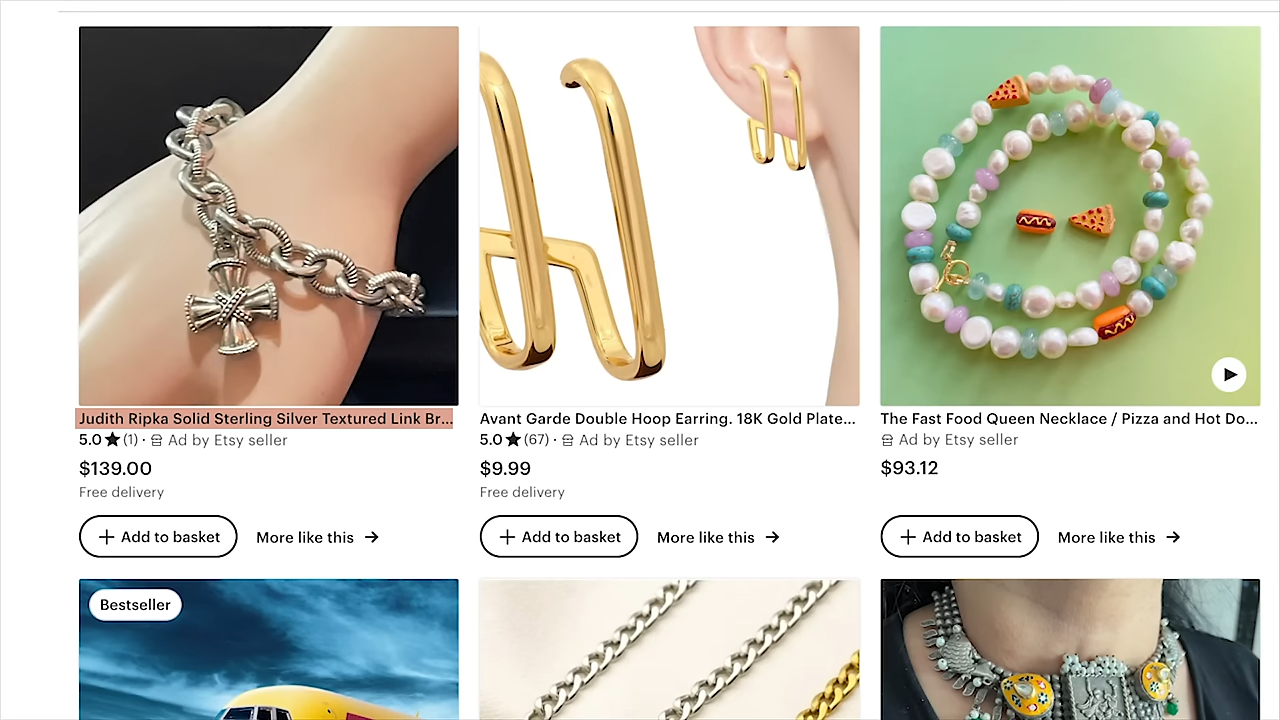 Judith Ripka Solid Sterling Silver Textured Link Br...
5.0 ★ (1) · Ad by Etsy seller
$139.00
Free delivery
+ Add to basket More like this →
Avant Garde Double Hoop Earring. 18K Gold Plate...
5.0 ★ (67) · Ad by Etsy seller
$9.99
Free delivery
+ Add to basket More like this →
The Fast Food Queen Necklace / Pizza and Hot Do...
Ad by Etsy seller
$93.12
+ Add to basket More like this →
Bestseller